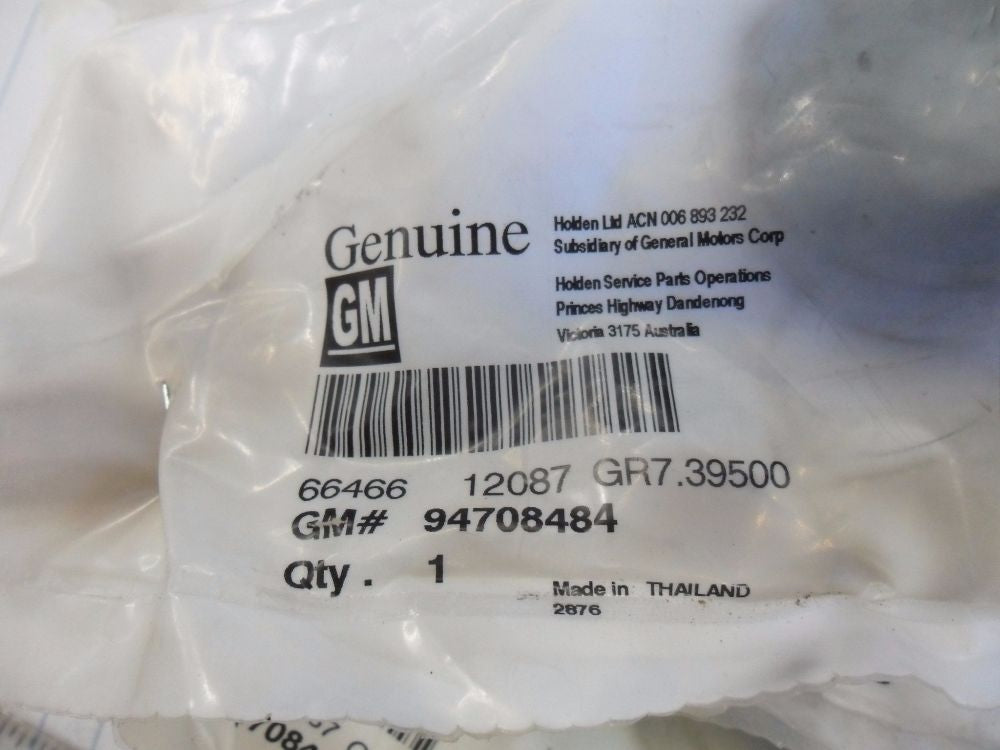 Genuine
GM
Holden Ltd ACN 006 893 232
Subsidiary of General Motors Corp
Holden Service Parts Operations
Princes Highway Dandenong
Victoria 3175 Australia
66466 12087 GR7.39500
GM# 94708484
Qty . 1
Made in THAILAND
2876